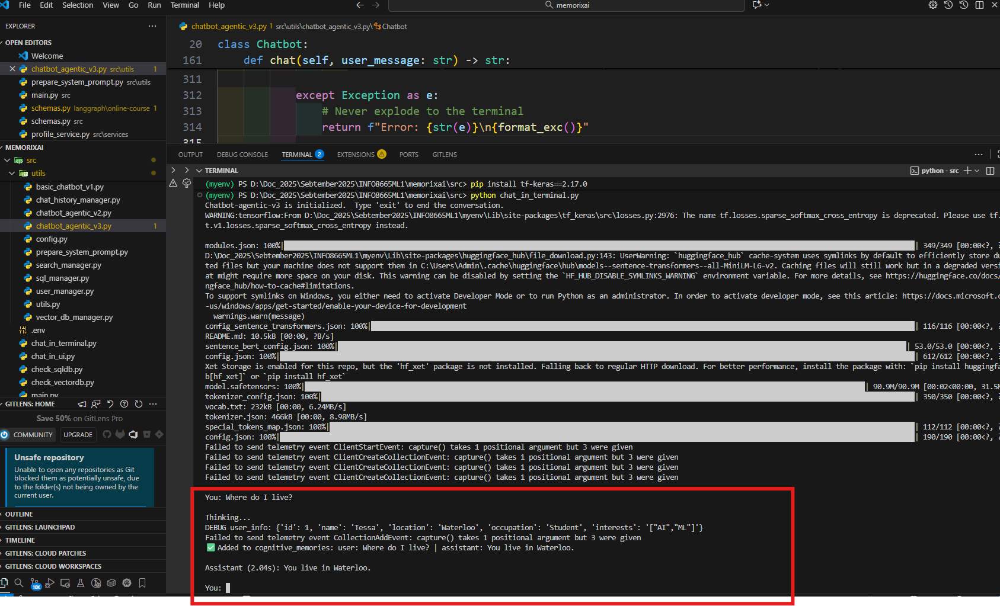 File Edit Selection View Go Run Terminal Help
memorixai
EXPLORER
OPEN EDITORS
Welcome
chatbot_agentic_v3.py src\utils 1
prepare_system_prompt.py src\utils
main.py src
schemas.py langgraph\online-course 1
schemas.py src
profile_service.py src\services
MEMORIXAI
src
utils
basic_chatbot_v1.py
chat_history_manager.py
chatbot_agentic_v2.py
chatbot_agentic_v3.py 1
config.py
prepare_system_prompt.py
search_manager.py
sql_manager.py
user_manager.py
utils.py
vector_db_manager.py
.env
chat_in_terminal.py
chat_in_ui.py
check_sqldb.py
check_vectordb.py
main.py
GITLENS: HOME
Save 50% on GitLens Pro
COMMUNITY UPGRADE
Unsafe repository
Unable to open any repositories as Git
blocked them as potentially unsafe, due
to the folder(s) not being owned by the
current user.
OUTLINE
GITLENS: LAUNCHPAD
TIMELINE
GITLENS: CLOUD PATCHES
GITLENS: CLOUD WORKSPACES
10K
chatbot_agentic_v3.py 1 src\utils\chatbot_agentic_v3.py\Chatbot
20 class Chatbot:
161 def chat(self, user_message: str) -> str:
311
312 except Exception as e:
313 # Never explode to the terminal
314 return f"Error: {str(e)}\n{format_exc()}"
315
OUTPUT DEBUG CONSOLE TERMINAL 2 EXTENSIONS PORTS GITLENS
TERMINAL
python - src
(myenv) PS D:\Doc_2025\Sebtember2025\INFO8665ML1\memorixai\src> pip install tf-keras==2.17.0
(myenv) PS D:\Doc_2025\Sebtember2025\INFO8665ML1\memorixai\src> python chat_in_terminal.py
Chatbot-agentic-v3 is initialized.  Type 'exit' to end the conversation.
WARNING:tensorflow:From D:\Doc_2025\Sebtember2025\INFO8665ML1\myenv\Lib\site-packages\tf_keras\src\losses.py:2976: The name tf.losses.sparse_softmax_cross_entropy is deprecated. Please use tf.
t.v1.losses.sparse_softmax_cross_entropy instead.
modules.json: 100%| | 349/349 [00:00<?, ?
D:\Doc_2025\Sebtember2025\INFO8665ML1\myenv\Lib\site-packages\huggingface_hub\file_download.py:143: UserWarning: `huggingface_hub` cache-system uses symlinks by default to efficiently store du
ted files but your machine does not support them in C:\Users\Admin\.cache\huggingface\hub\models--sentence-transformers--all-MiniLM-L6-v2. Caching files will still work but in a degraded versi
at might require more space on your disk. This warning can be disabled by setting the `HF_HUB_DISABLE_SYMLINKS_WARNING` environment variable. For more details, see https://huggingface.co/docs/
ngface_hub/how-to-cache#limitations.
To support symlinks on Windows, you either need to activate Developer Mode or to run Python as an administrator. In order to activate developer mode, see this article: https://docs.microsoft.c
-us/windows/apps/get-started/enable-your-device-for-development
warnings.warn(message)
config_sentence_transformers.json: 100%| | 116/116 [00:00<?, ?
README.md: 10.5kB [00:00, ?B/s]
sentence_bert_config.json: 100%| | 53.0/53.0 [00:00<?, ?
config.json: 100%| | 612/612 [00:00<?, ?
Xet Storage is enabled for this repo, but the 'hf_xet' package is not installed. Falling back to regular HTTP download. For better performance, install the package with: `pip install huggingfa
b[hf_xet]` or `pip install hf_xet`
model.safetensors: 100%| | 90.9M/90.9M [00:02<00:00, 31.5M
tokenizer_config.json: 100%| | 350/350 [00:00<?, ?
vocab.txt: 232kB [00:00, 6.24MB/s]
tokenizer.json: 466kB [00:00, 8.98MB/s]
special_tokens_map.json: 100%| | 112/112 [00:00<?, ?
config.json: 100%| | 190/190 [00:00<?, ?
Failed to send telemetry event ClientStartEvent: capture() takes 1 positional argument but 3 were given
Failed to send telemetry event ClientCreateCollectionEvent: capture() takes 1 positional argument but 3 were given
Failed to send telemetry event ClientCreateCollectionEvent: capture() takes 1 positional argument but 3 were given
Failed to send telemetry event ClientCreateCollectionEvent: capture() takes 1 positional argument but 3 were given
You: Where do I live?
Thinking...
DEBUG user_info: {'id': 1, 'name': 'Tessa', 'location': 'Waterloo', 'occupation': 'Student', 'interests': '["AI","ML"]'}
Failed to send telemetry event CollectionAddEvent: capture() takes 1 positional argument but 3 were given
✅ Added to cognitive_memories: user: Where do I live? | assistant: You live in Waterloo.
Assistant (2.04s): You live in Waterloo.
You: